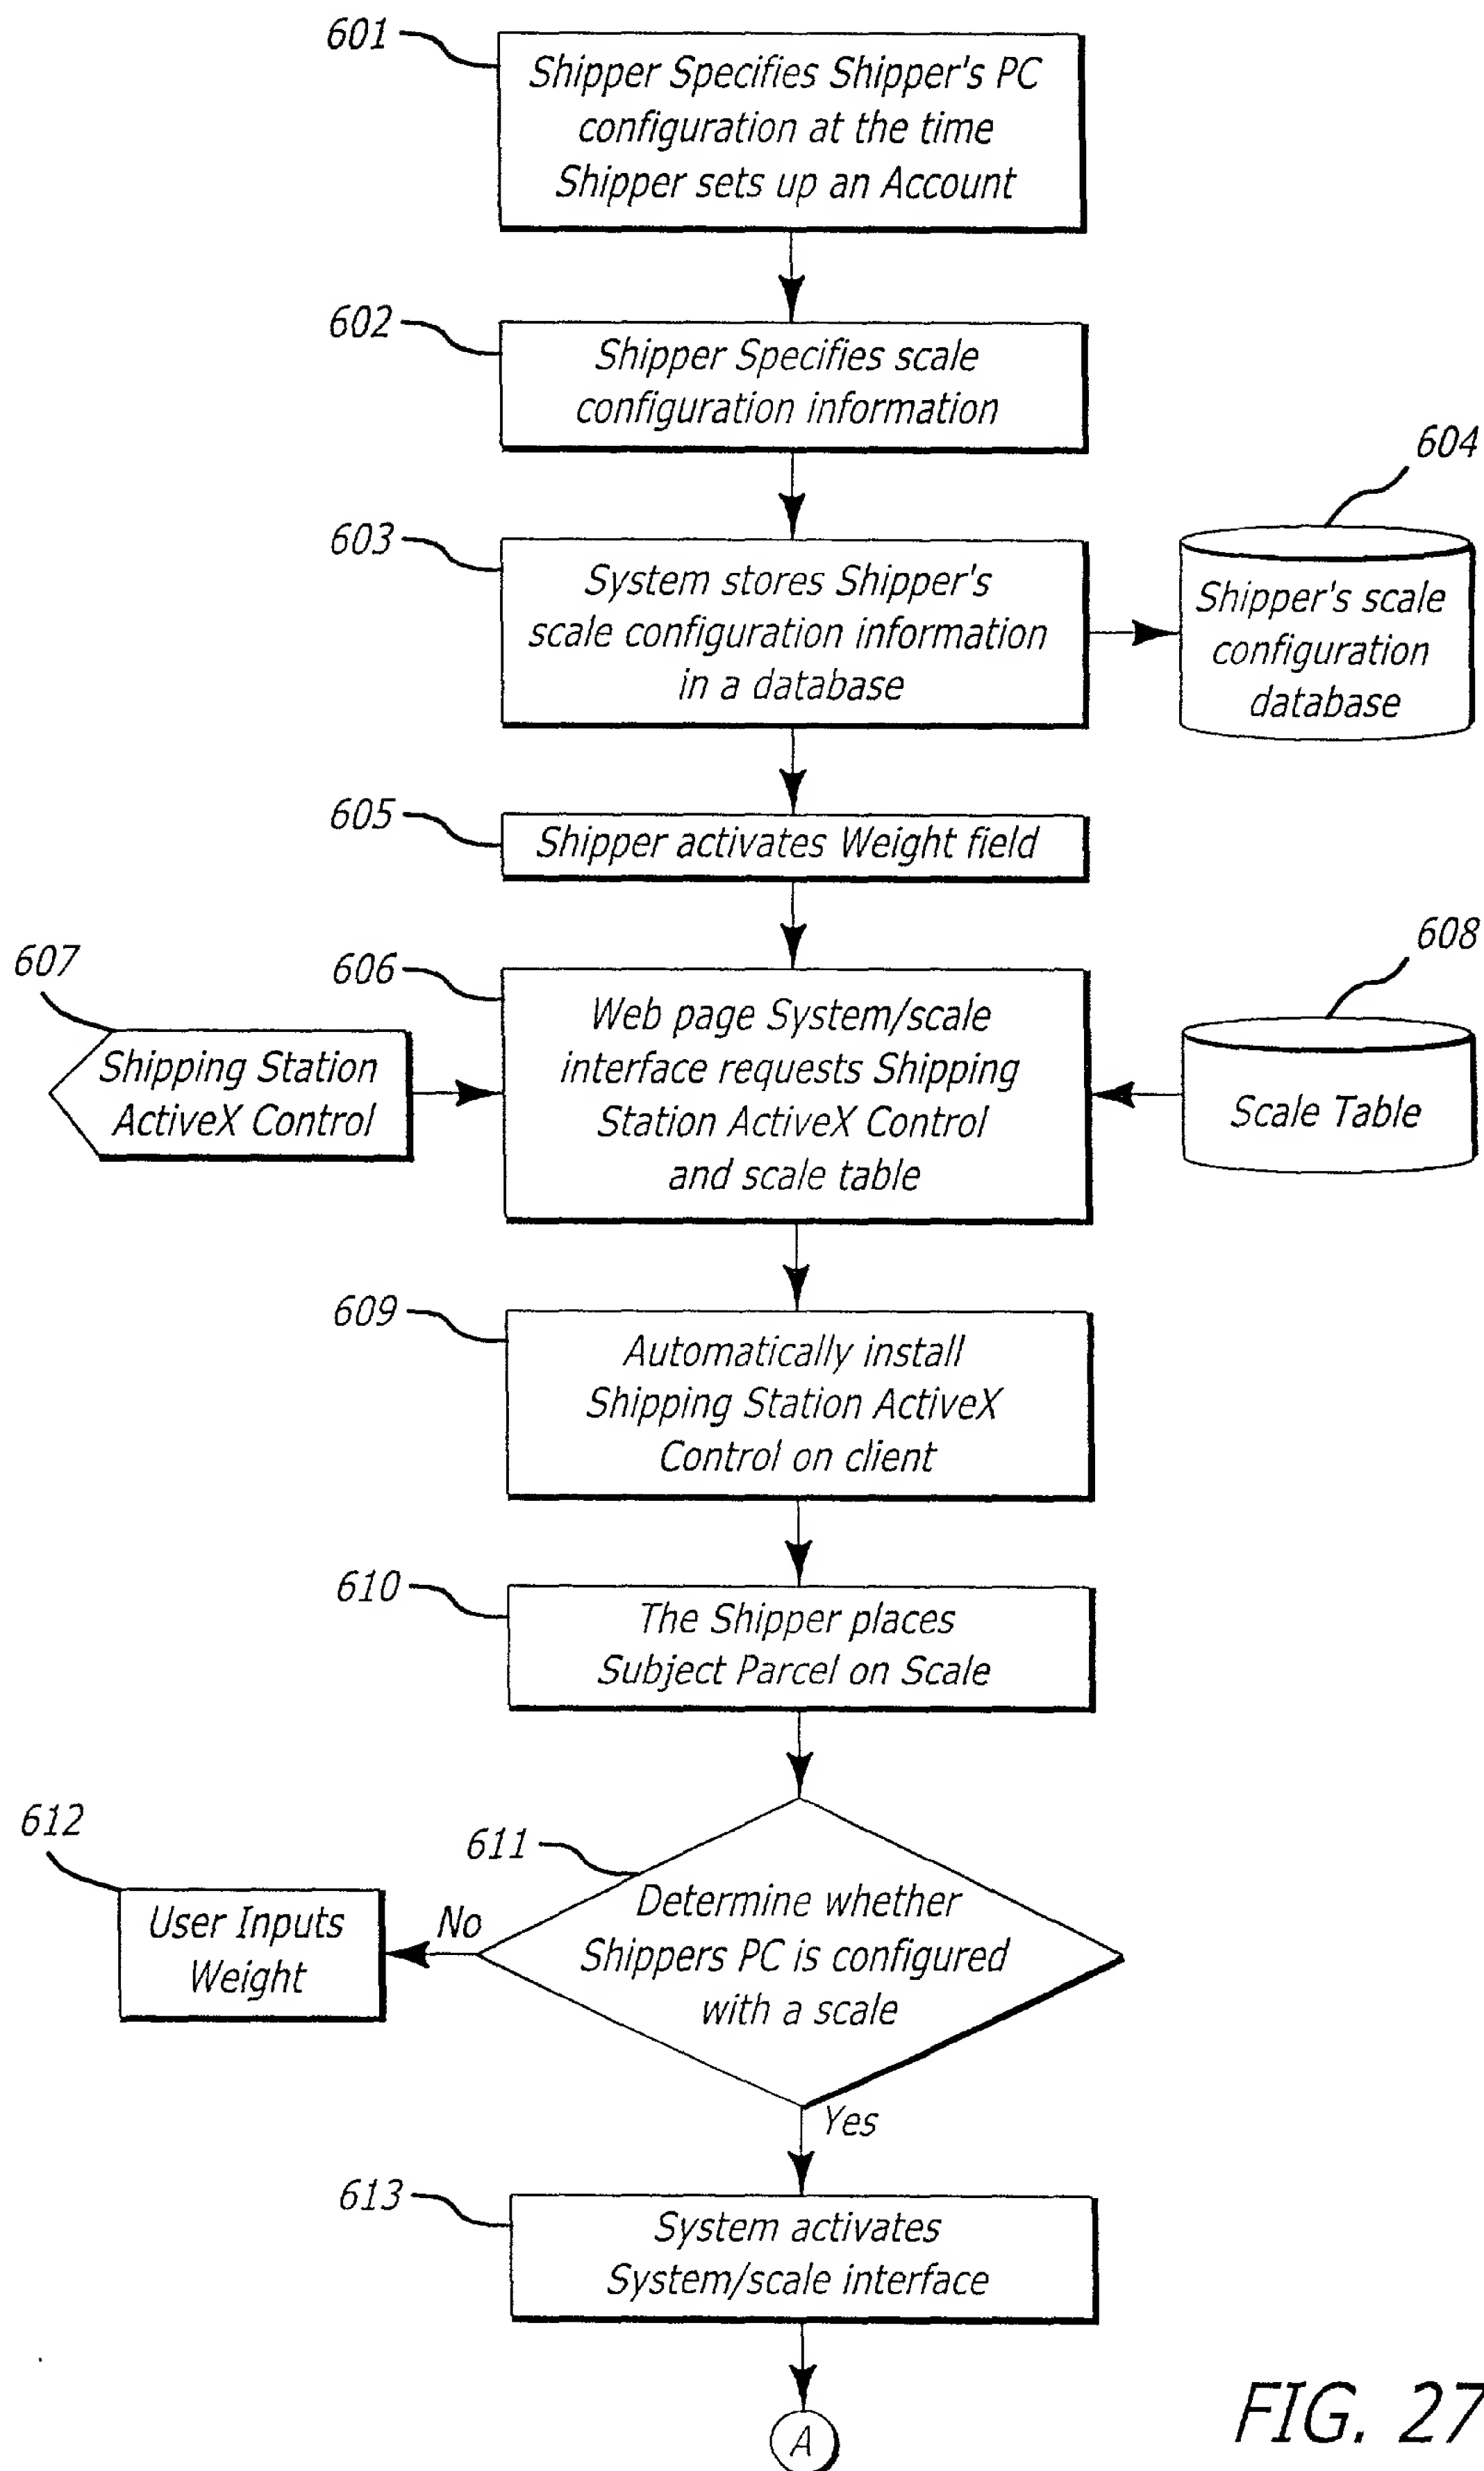 601
Shipper Specifies Shipper's PC
configuration at the time
Shipper sets up an Account
602
Shipper Specifies scale
configuration information
603
System stores Shipper's
scale configuration information
in a database
604
Shipper's scale
configuration
database
605
Shipper activates Weight field
606
Web page System/scale
interface requests Shipping
Station ActiveX Control
and scale table
607
Shipping Station
ActiveX Control
608
Scale Table
609
Automatically install
Shipping Station ActiveX
Control on client
610
The Shipper places
Subject Parcel on Scale
611
Determine whether
Shippers PC is configured
with a scale
No
612
User Inputs
Weight
Yes
613
System activates
System/scale interface
A
FIG. 27